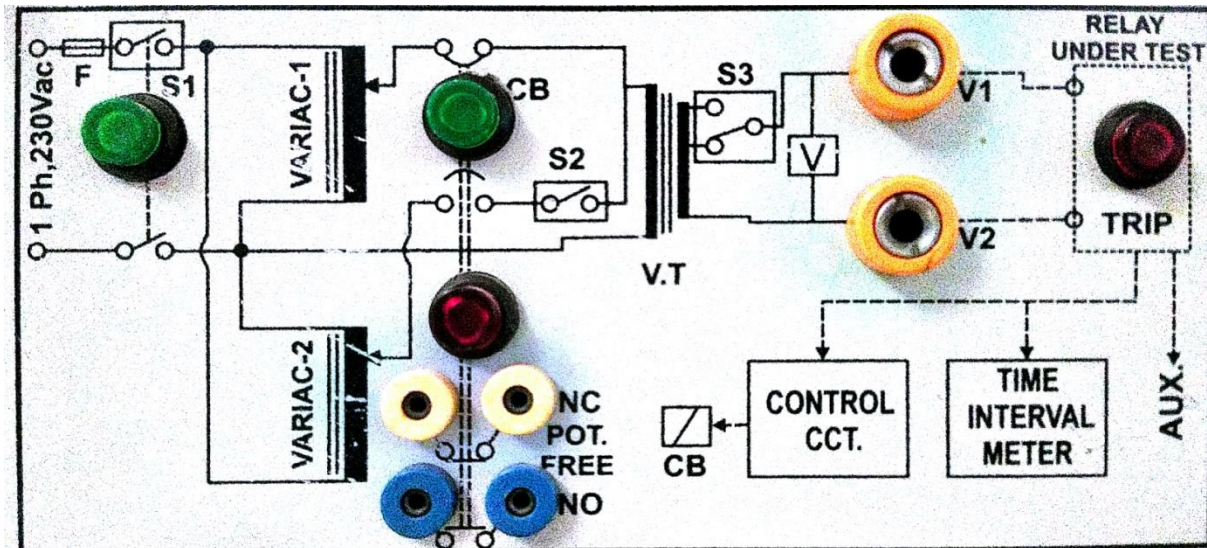 RELAY
UNDER TEST
F
S1
1 Ph,230Vac
VARIAC-1
CB
S3
V1
S2
V
V2
TRIP
V.T
VARIAC-2
NC
POT.
FREE
NO
CB
CONTROL
CCT.
TIME
INTERVAL
METER
AUX.